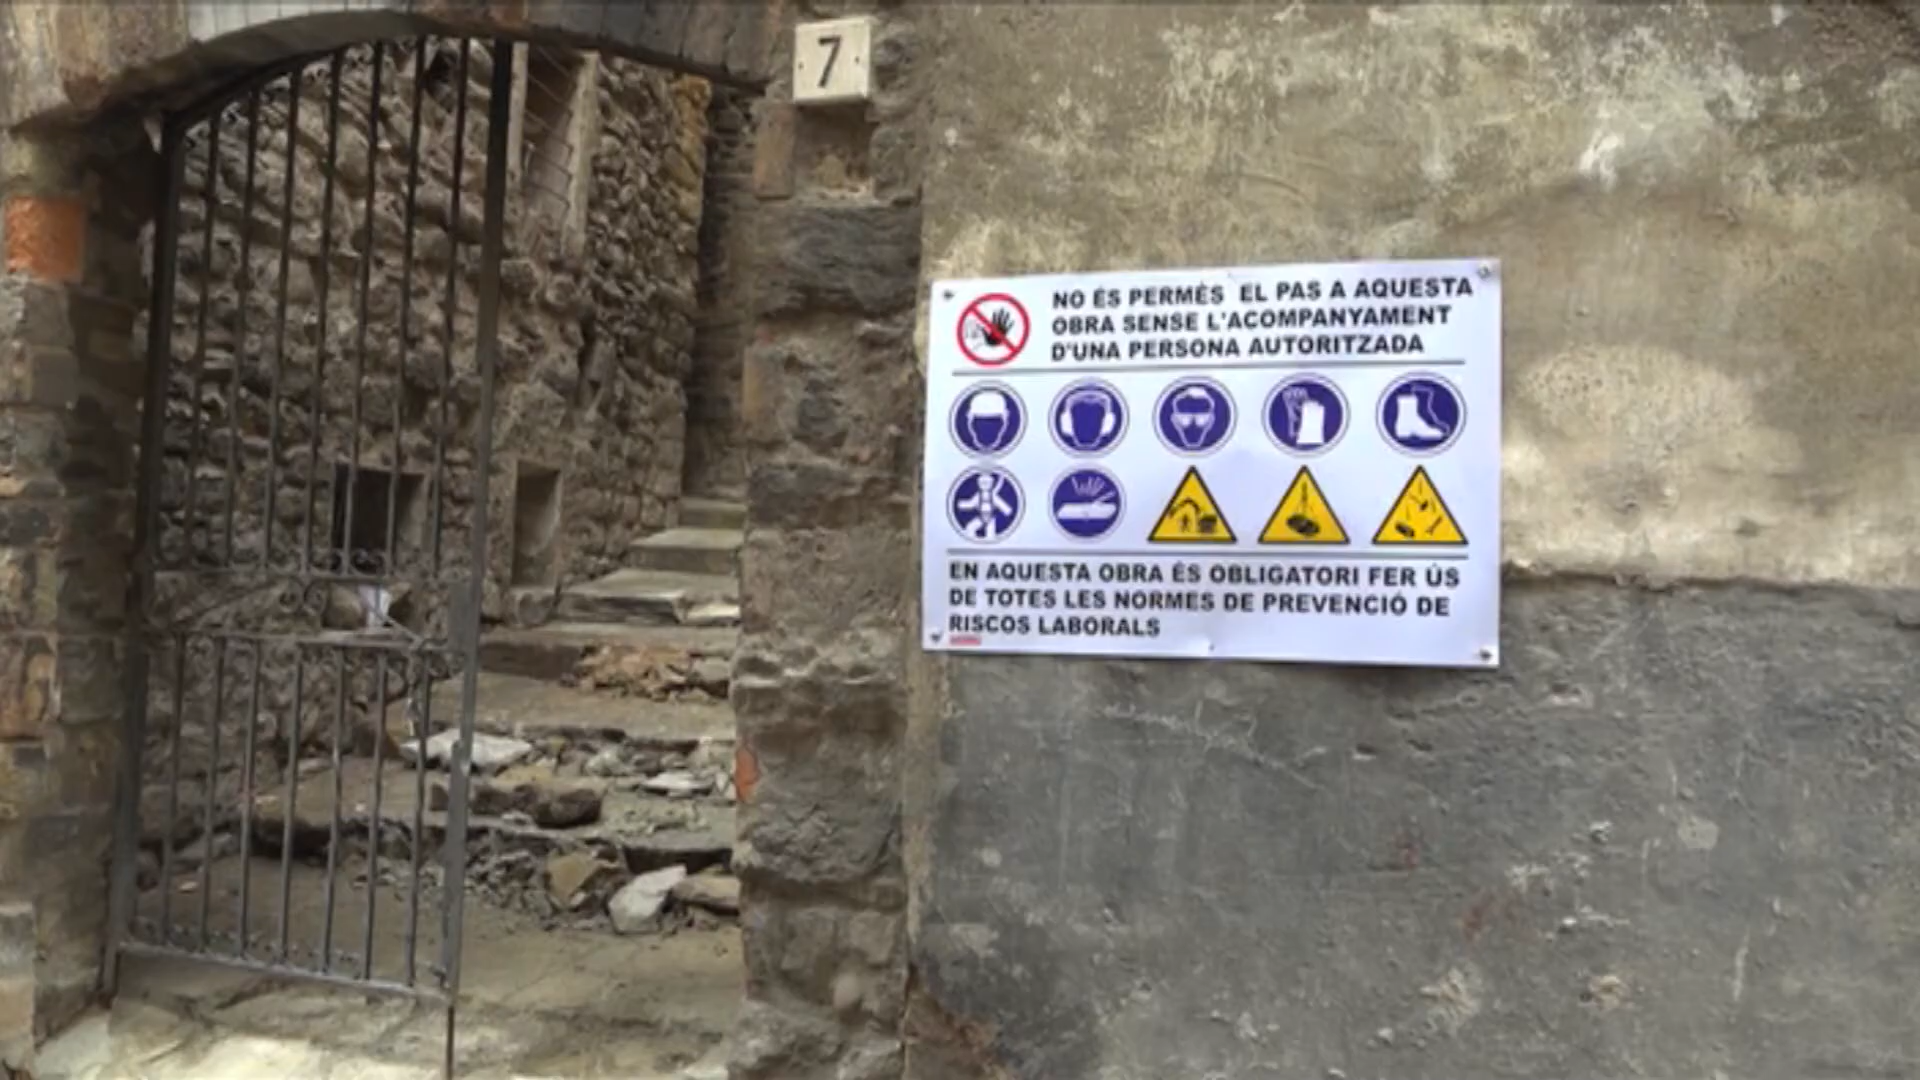 7
NO ÉS PERMÈS EL PAS A AQUESTA
OBRA SENSE L'ACOMPANYAMENT
D'UNA PERSONA AUTORITZADA
EN AQUESTA OBRA ÉS OBLIGATORI FER ÚS
DE TOTES LES NORMES DE PREVENCIÓ DE
RISCOS LABORALS